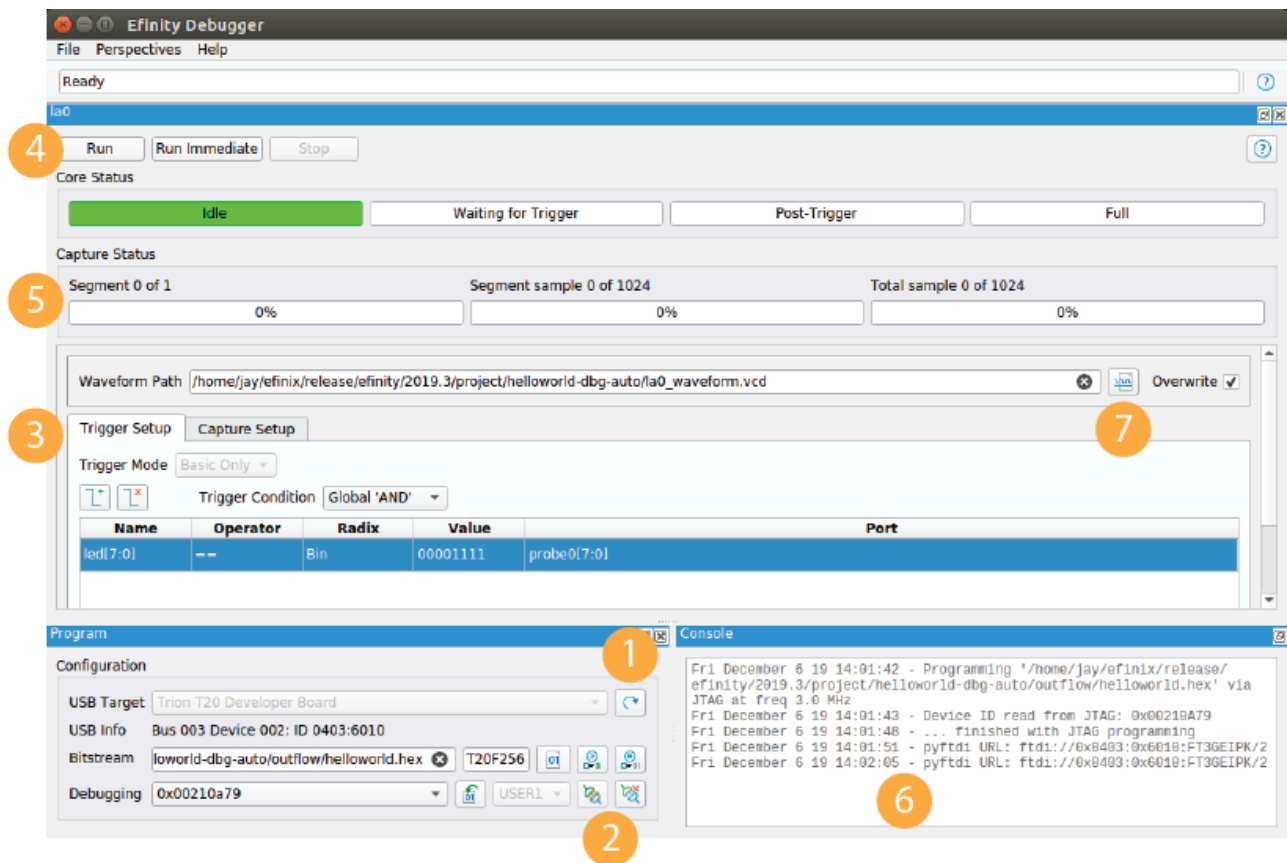 Efinity Debugger
File Perspectives Help
Ready
la0
4
Run Run Immediate Stop
Core Status
Idle Waiting for Trigger Post-Trigger Full
Capture Status
5
Segment 0 of 1 Segment sample 0 of 1024 Total sample 0 of 1024
0% 0% 0%
Waveform Path /home/jay/efinix/release/efinity/2019.3/project/helloworld-dbg-auto/la0_waveform.vcd Overwrite
7
3
Trigger Setup Capture Setup
Trigger Mode Basic Only
Trigger Condition Global 'AND'
Name Operator Radix Value Port
led[7:0] == Bin 00001111 probe0[7:0]
Program
1
Configuration
USB Target Trion T20 Developer Board
USB Info Bus 003 Device 002: ID 0403:6010
Bitstream loworld-dbg-auto/outflow/helloworld.hex T20F256
Debugging 0x00210a79 USER1
2
Console
Fri December 6 19 14:01:42 - Programming '/home/jay/efinix/release/
efinity/2019.3/project/helloworld-dbg-auto/outflow/helloworld.hex' via
JTAG at freq 3.0 MHz
Fri December 6 19 14:01:43 - Device ID read from JTAG: 0x00210A79
Fri December 6 19 14:01:48 - ... finished with JTAG programming
Fri December 6 19 14:01:51 - pyftdi URL: ftdi://0x0403:0x6010:FT3GEIPK/2
Fri December 6 19 14:02:05 - pyftdi URL: ftdi://0x0403:0x6010:FT3GEIPK/2
6